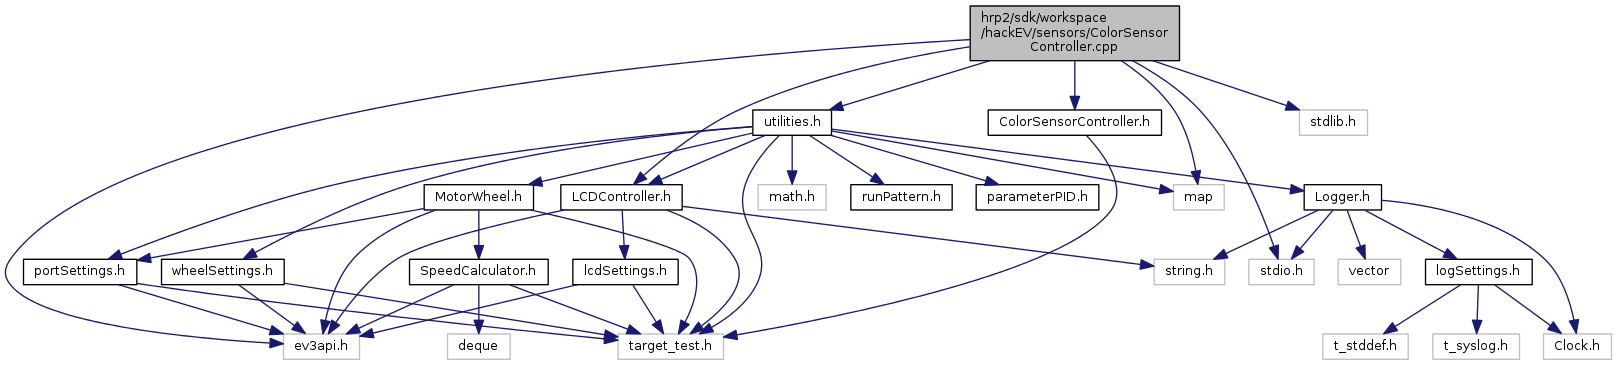 hrp2/sdk/workspace
/hackEV/sensors/ColorSensor
Controller.cpp
utilities.h
ColorSensorController.h
stdlib.h
MotorWheel.h
LCDController.h
math.h
runPattern.h
parameterPID.h
map
Logger.h
portSettings.h
wheelSettings.h
SpeedCalculator.h
lcdSettings.h
string.h
stdio.h
vector
logSettings.h
ev3api.h
deque
target_test.h
t_stddef.h
t_syslog.h
Clock.h